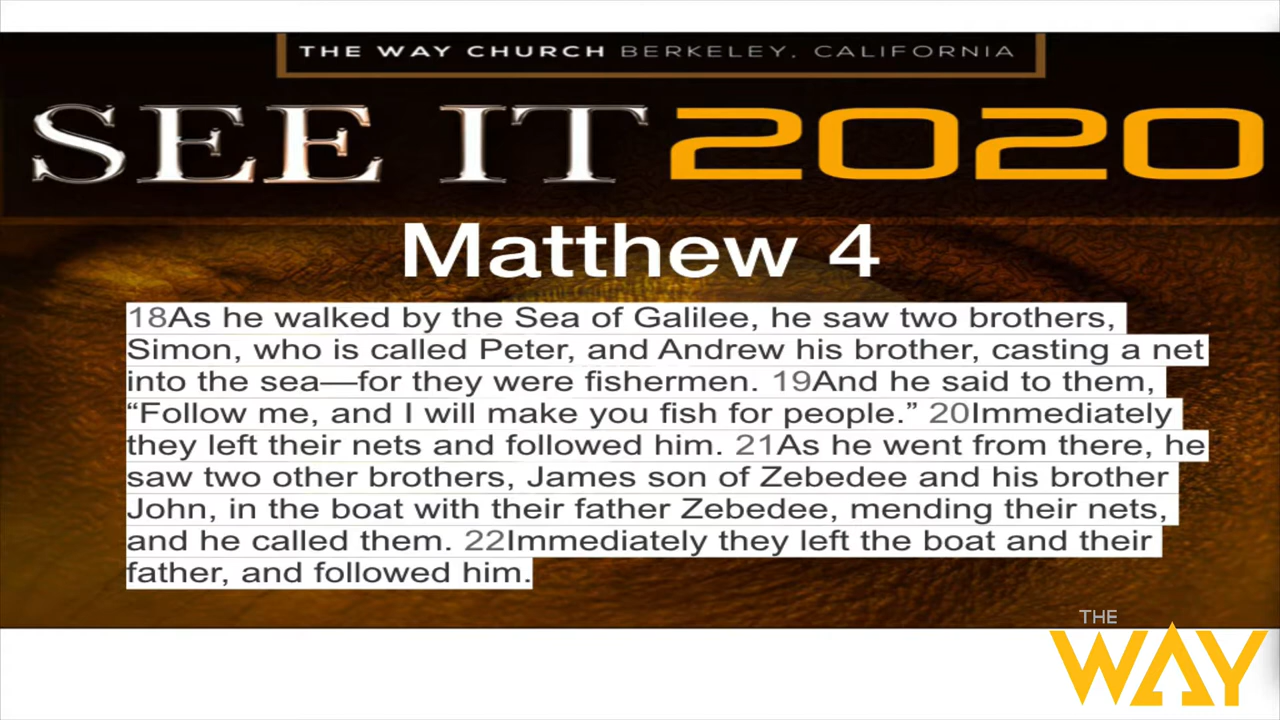 THE WAY CHURCH BERKELEY, CALIFORNIA
SEE IT 2020
Matthew 4
18As he walked by the Sea of Galilee, he saw two brothers,
Simon, who is called Peter, and Andrew his brother, casting a net
into the sea—for they were fishermen. 19And he said to them,
“Follow me, and I will make you fish for people.” 20Immediately
they left their nets and followed him. 21As he went from there, he
saw two other brothers, James son of Zebedee and his brother
John, in the boat with their father Zebedee, mending their nets,
and he called them. 22Immediately they left the boat and their
father, and followed him.
THE
WAY